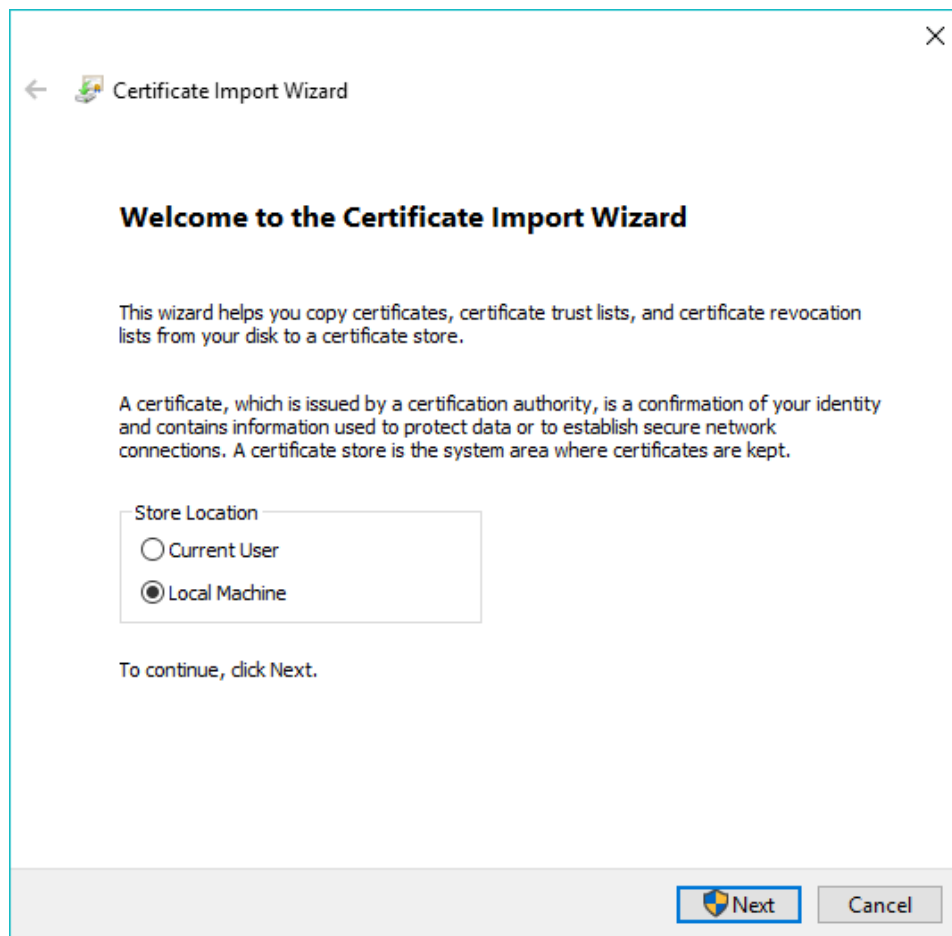 Certificate Import Wizard
Welcome to the Certificate Import Wizard
This wizard helps you copy certificates, certificate trust lists, and certificate revocation
lists from your disk to a certificate store.
A certificate, which is issued by a certification authority, is a confirmation of your identity
and contains information used to protect data or to establish secure network
connections. A certificate store is the system area where certificates are kept.
Store Location
Current User
Local Machine
To continue, click Next.
Next
Cancel